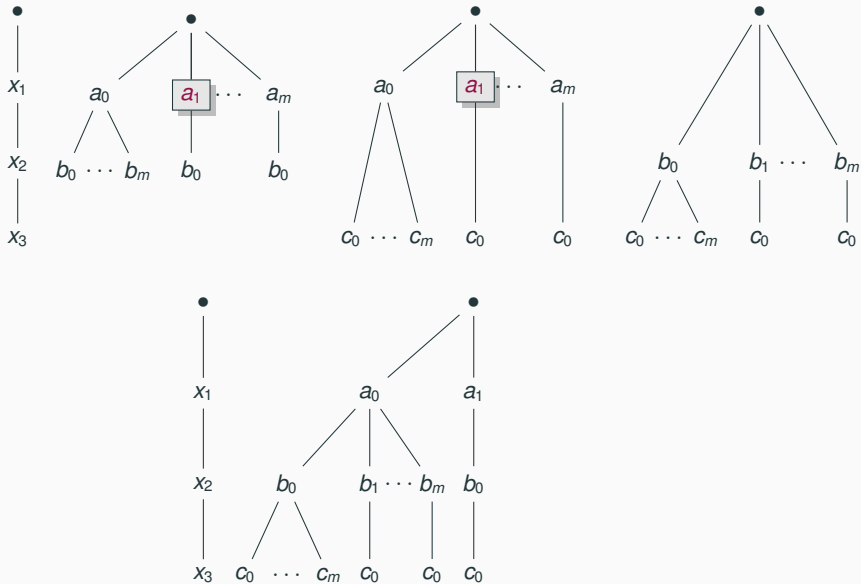 x₁ a₀ a₁ ⋯ aₘ a₀ a₁ ⋯ aₘ
x₂ b₀ ⋯ bₘ b₀ b₀ b₀ b₁ ⋯ bₘ
x₃ c₀ ⋯ cₘ c₀ c₀ c₀ ⋯ cₘ c₀ c₀
x₁ a₀ a₁
x₂ b₀ b₁ ⋯ bₘ b₀
x₃ c₀ ⋯ cₘ c₀ c₀ c₀